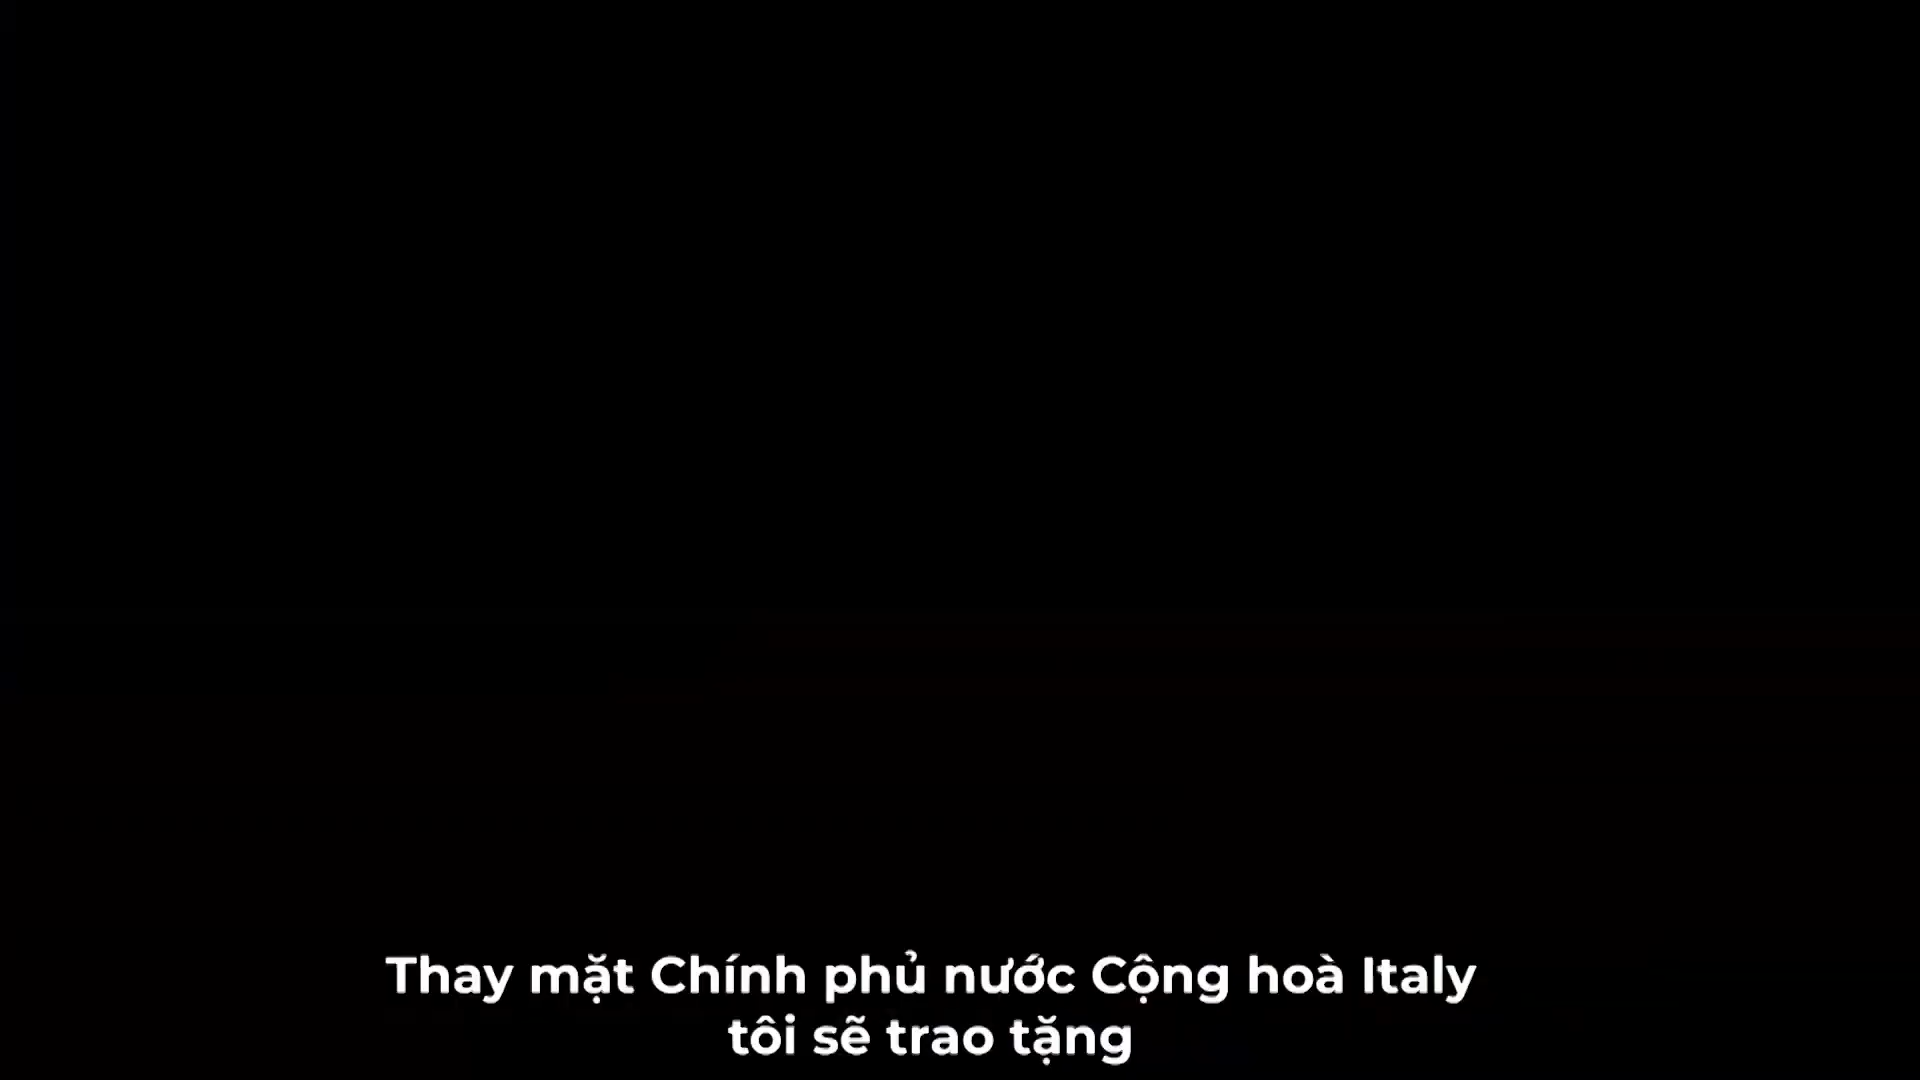 Thay mặt Chính phủ nước Cộng hoà Italy
tôi sẽ trao tặng